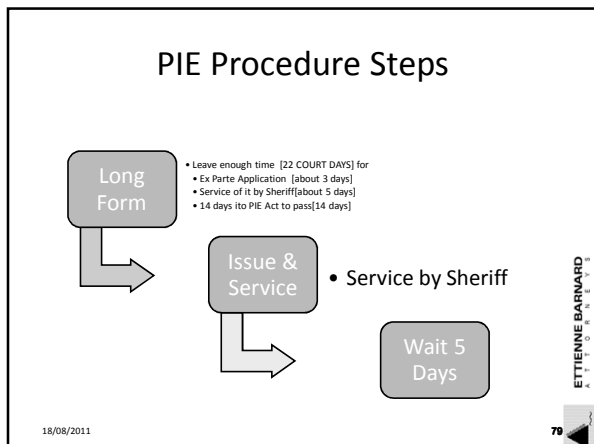 PIE Procedure Steps
Long
Form
• Leave enough time [22 COURT DAYS] for
• Ex Parte Application [about 3 days]
• Service of it by Sheriff[about 5 days]
• 14 days ito PIE Act to pass[14 days]
Issue &
Service
• Service by Sheriff
Wait 5
Days
ETTIENNE BARNARD
ATTORNEYS
18/08/2011
79